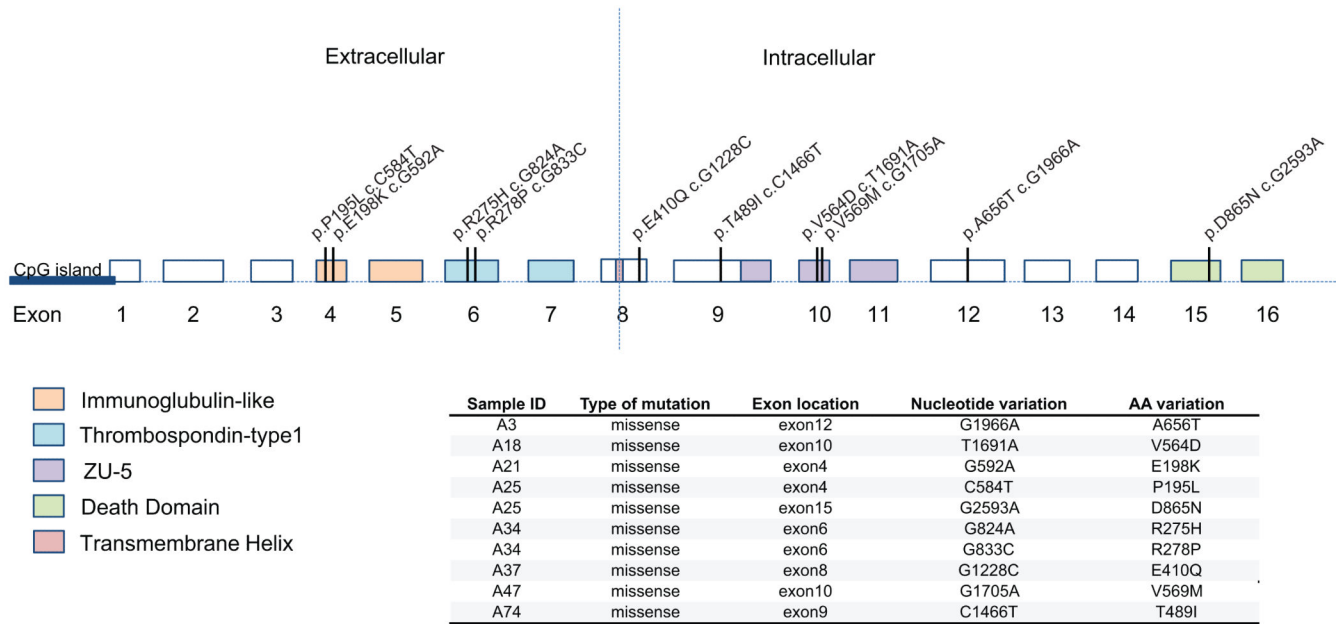 Extracellular
Intracellular
p.P195L c.C584T
p.E198K c.G592A
p.R275H c.G824A
p.R278P c.G833C
p.E410Q c.G1228C
p.T489I c.C1466T
p.V564D c.T1691A
p.V569M c.G1705A
p.A656T c.G1966A
p.D865N c.G2593A
CpG island
Exon 1 2 3 4 5 6 7 8 9 10 11 12 13 14 15 16
Immunoglubulin-like
Thrombospondin-type1
ZU-5
Death Domain
Transmembrane Helix
Sample ID Type of mutation Exon location Nucleotide variation AA variation
A3 missense exon12 G1966A A656T
A18 missense exon10 T1691A V564D
A21 missense exon4 G592A E198K
A25 missense exon4 C584T P195L
A25 missense exon15 G2593A D865N
A34 missense exon6 G824A R275H
A34 missense exon6 G833C R278P
A37 missense exon8 G1228C E410Q
A47 missense exon10 G1705A V569M
A74 missense exon9 C1466T T489I